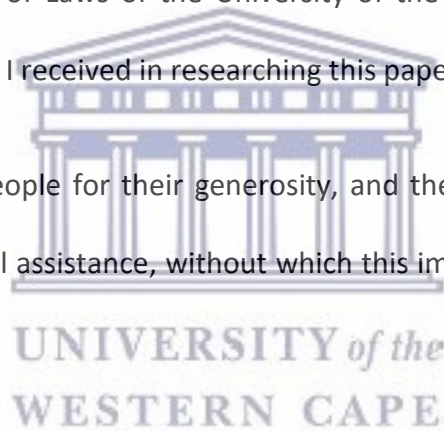 of Laws of the University of the
I received in researching this pape
eople for their generosity, and the
l assistance, without which this im
UNIVERSITY of the
WESTERN CAPE